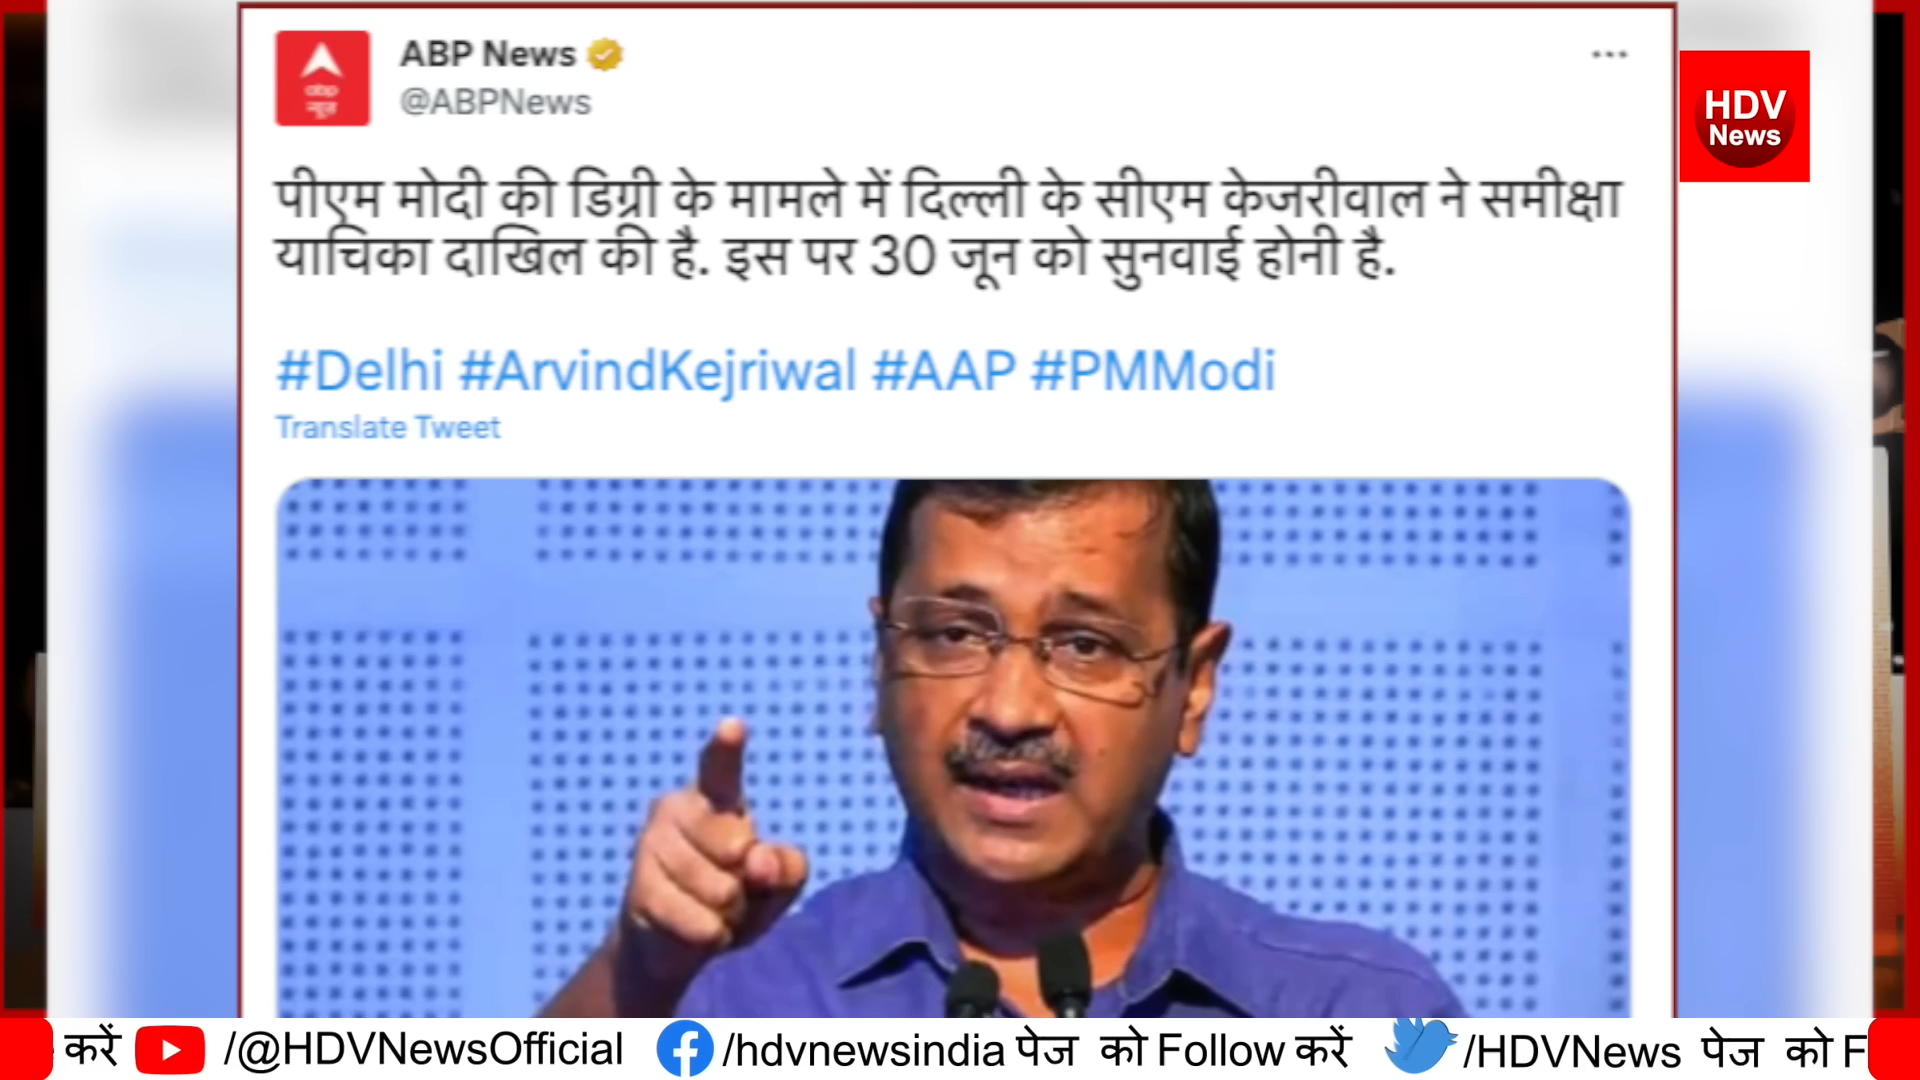 ABP News
@ABPNews
abp
न्यूज़
HDV
News
पीएम मोदी की डिग्री के मामले में दिल्ली के सीएम केजरीवाल ने समीक्षा
याचिका दाखिल की है. इस पर 30 जून को सुनवाई होनी है.
#Delhi #ArvindKejriwal #AAP #PMModi
Translate Tweet
करें /@HDVNewsOfficial /hdvnewsindia पेज को Follow करें /HDVNews पेज को F